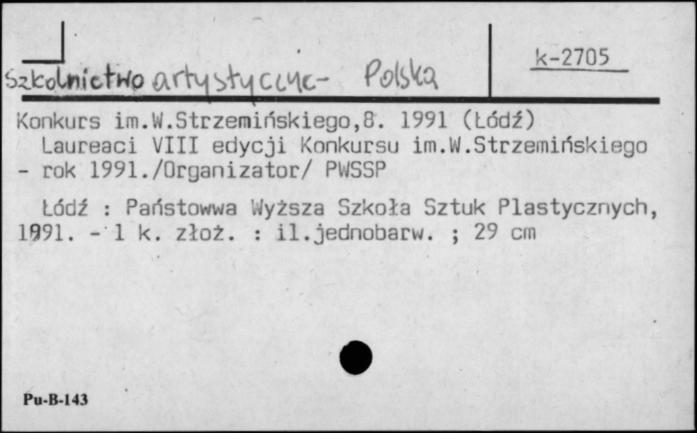 k-2705
Szkolnictwo artystyczne - Polska
Konkurs im.W.Strzemińskiego,8. 1991 (Łódź)
Laureaci VIII edycji Konkursu im.W.Strzemińskiego
- rok 1991./Organizator/ PWSSP
Łódź : Państowwa Wyższa Szkoła Sztuk Plastycznych,
1991. - 1 k. złoż. : il.jednobarw. ; 29 cm
Pu-B-143